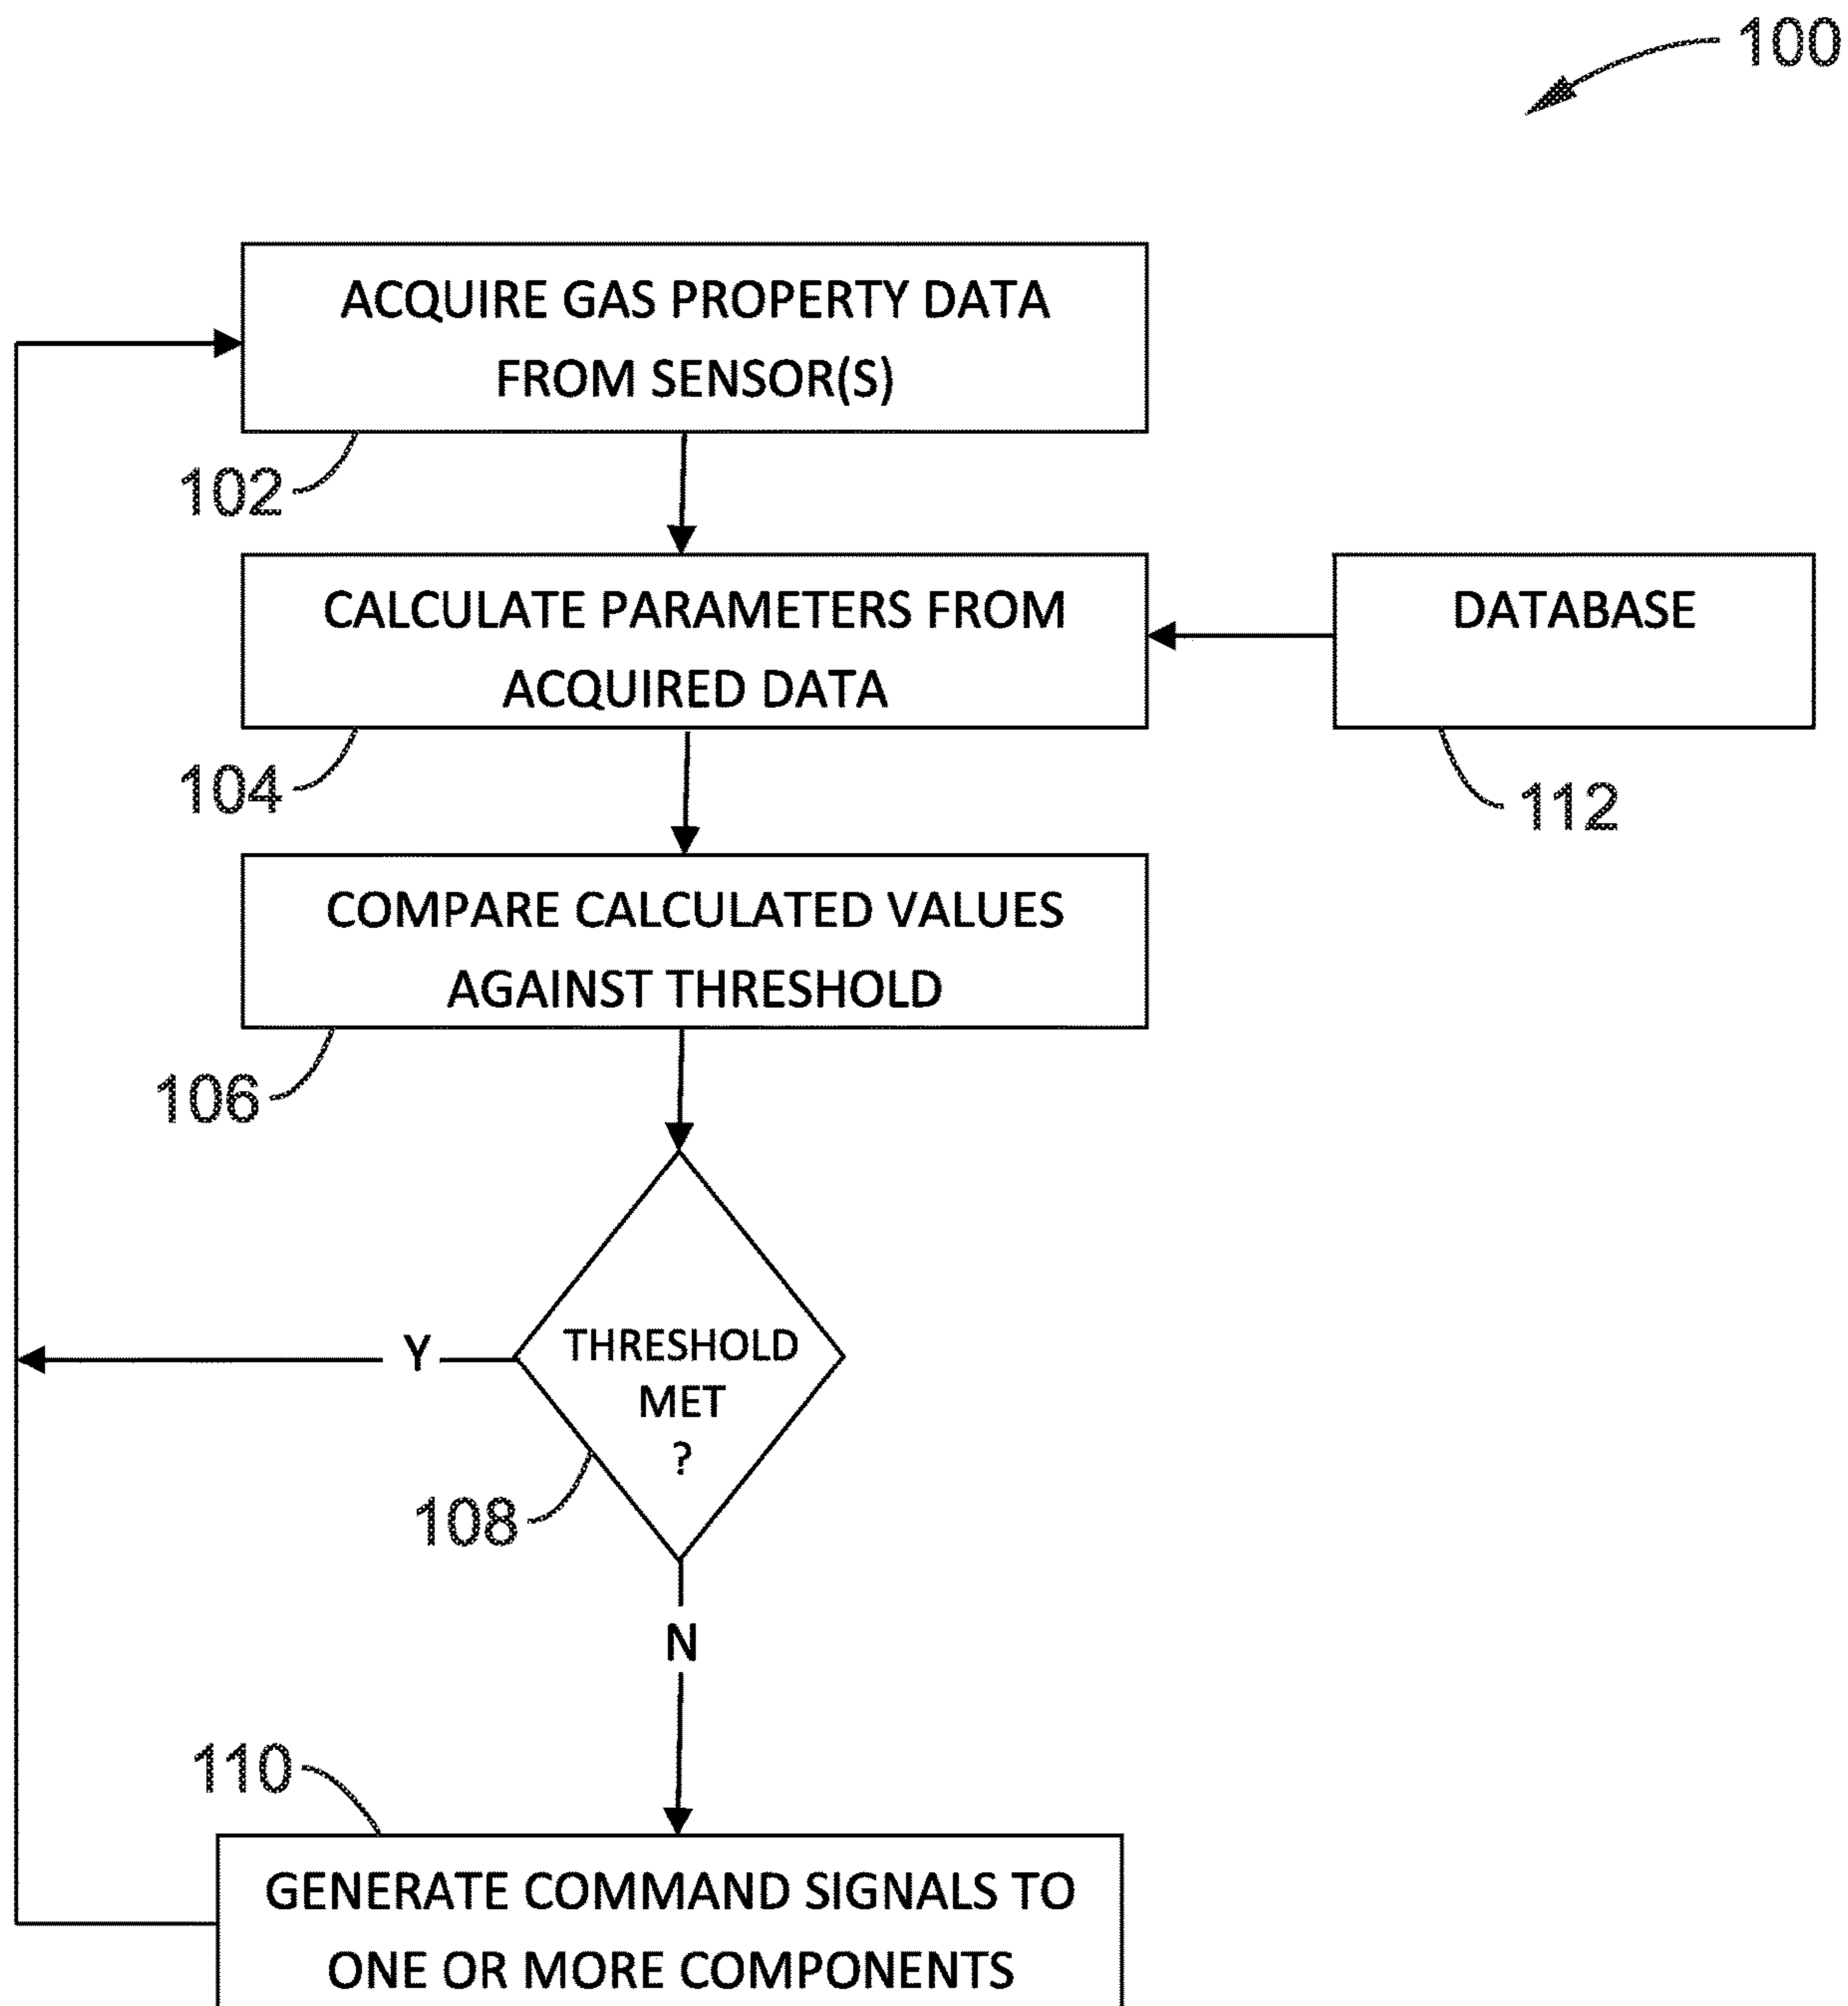 100
ACQUIRE GAS PROPERTY DATA
FROM SENSOR(S)
102
CALCULATE PARAMETERS FROM
ACQUIRED DATA
104
DATABASE
112
COMPARE CALCULATED VALUES
AGAINST THRESHOLD
106
Y
THRESHOLD
MET
?
108
N
110
GENERATE COMMAND SIGNALS TO
ONE OR MORE COMPONENTS